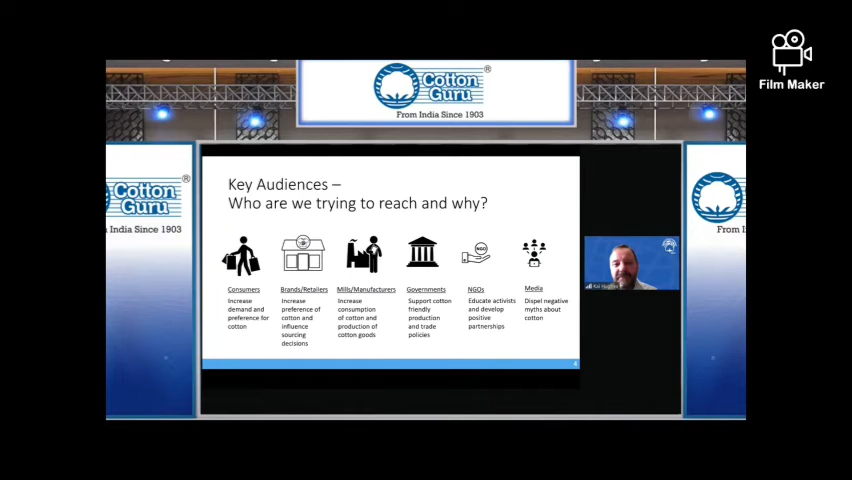 Film Maker
Cotton
Guru
®
From India Since 1903
Cotton
Guru
®
India Since 1903
Key Audiences –
Who are we trying to reach and why?
NGO
Consumers
Increase
demand and
preference for
cotton
Brands/Retailers
Increase
preference of
cotton and
influence
sourcing
decisions
Mills/Manufacturers
Increase
consumption
of cotton and
production of
cotton goods
Governments
Support cotton
friendly
production
and trade
policies
NGOs
Educate activists
and develop
positive
partnerships
Media
Dispel negative
myths about
cotton
4
Kai Hughes
From I